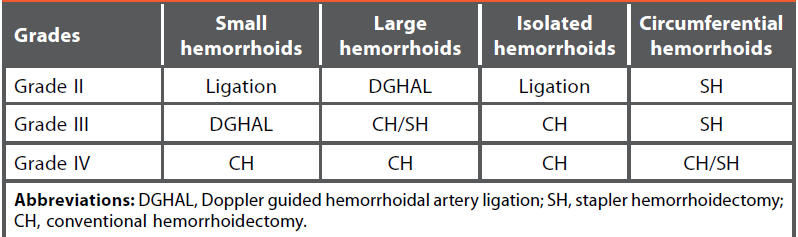 Grades Small hemorrhoids Large hemorrhoids Isolated hemorrhoids Circumferential hemorrhoids
Grade II Ligation DGHAL Ligation SH
Grade III DGHAL CH/SH CH SH
Grade IV CH CH CH CH/SH
Abbreviations: DGHAL, Doppler guided hemorrhoidal artery ligation; SH, stapler hemorrhoidectomy;
CH, conventional hemorrhoidectomy.